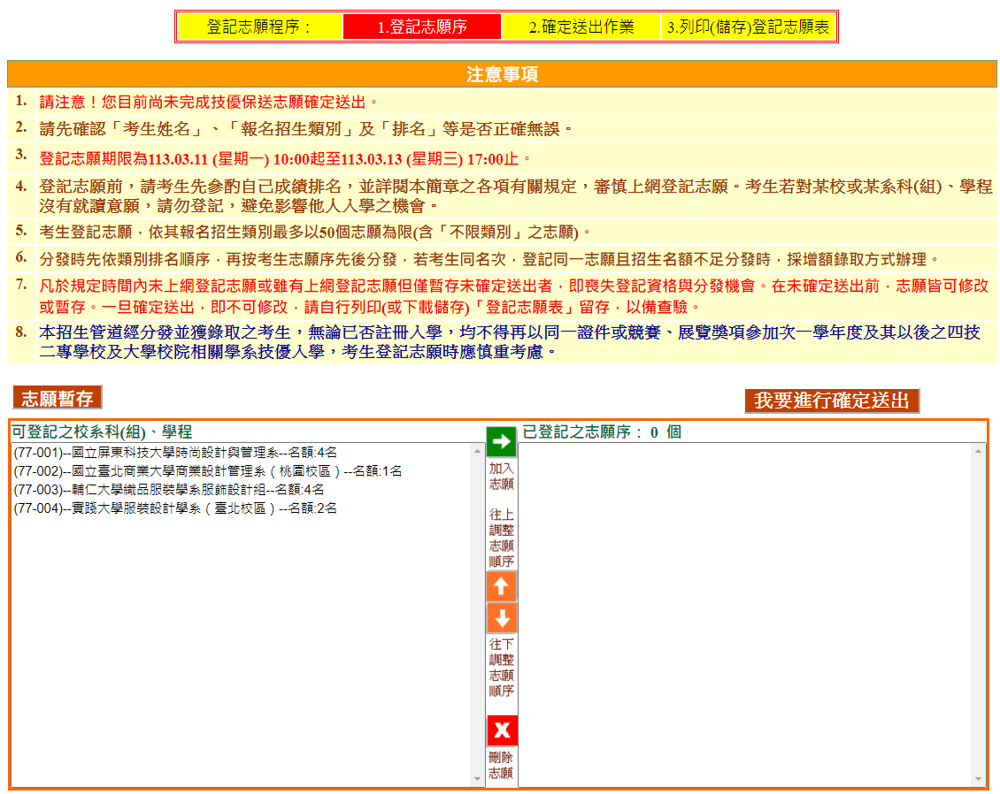 登記志願程序： 1.登記志願序 2.確定送出作業 3.列印(儲存)登記志願表
注意事項
1. 請注意！您目前尚未完成技優保送志願確定送出。
2. 請先確認「考生姓名」、「報名招生類別」及「排名」等是否正確無誤。
3. 登記志願期限為113.03.11 (星期一) 10:00起至113.03.13 (星期三) 17:00止。
4. 登記志願前，請考生先參酌自己成績排名，並詳閱本簡章之各項有關規定，審慎上網登記志願。考生若對某校或某系科(組)、學程
沒有就讀意願，請勿登記，避免影響他人入學之機會。
5. 考生登記志願，依其報名招生類別最多以50個志願為限(含「不限類別」之志願)。
6. 分發時先依類別排名順序，再按考生志願序先後分發，若考生同名次，登記同一志願且招生名額不足分發時，採增額錄取方式辦理。
7. 凡於規定時間內未上網登記志願或雖有上網登記志願但僅暫存未確定送出者，即喪失登記資格與分發機會。在未確定送出前，志願皆可修改
或暫存。一旦確定送出，即不可修改，請自行列印(或下載儲存)「登記志願表」留存，以備查驗。
8. 本招生管道經分發並獲錄取之考生，無論已否註冊入學，均不得再以同一證件或競賽、展覽獎項參加次一學年度及其以後之四技
二專學校及大學校院相關學系技優入學，考生登記志願時應慎重考慮。
志願暫存
我要進行確定送出
可登記之校系科(組)、學程
(77-001)--國立屏東科技大學時尚設計與管理系--名額:4名
(77-002)--國立臺北商業大學商業設計管理系（桃園校區）--名額:1名
(77-003)--輔仁大學織品服裝學系服飾設計組--名額:4名
(77-004)--實踐大學服裝設計學系（臺北校區）--名額:2名
加入
志願
往上
調整
志願
順序
往下
調整
志願
順序
X
刪除
志願
已登記之志願序： 0 個